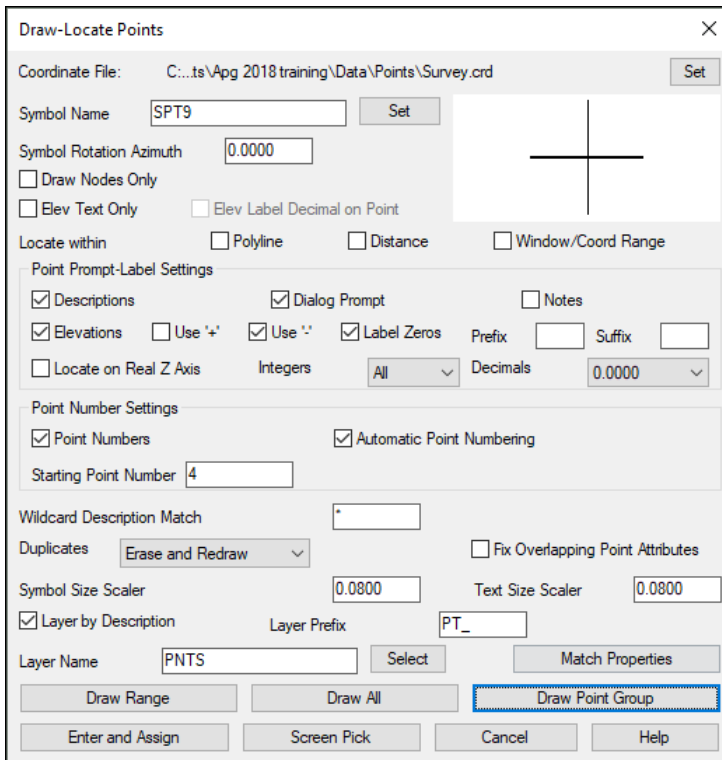 Draw-Locate Points
Coordinate File: C:...ts\Apg 2018 training\Data\Points\Survey.crd Set
Symbol Name SPT9 Set
Symbol Rotation Azimuth 0.0000
Draw Nodes Only
Elev Text Only Elev Label Decimal on Point
Locate within Polyline Distance Window/Coord Range
Point Prompt-Label Settings
Descriptions Dialog Prompt Notes
Elevations Use '+' Use '-' Label Zeros Prefix Suffix
Locate on Real Z Axis Integers All Decimals 0.0000
Point Number Settings
Point Numbers Automatic Point Numbering
Starting Point Number 4
Wildcard Description Match *
Duplicates Erase and Redraw Fix Overlapping Point Attributes
Symbol Size Scaler 0.0800 Text Size Scaler 0.0800
Layer by Description Layer Prefix PT_
Layer Name PNTS Select Match Properties
Draw Range Draw All Draw Point Group
Enter and Assign Screen Pick Cancel Help